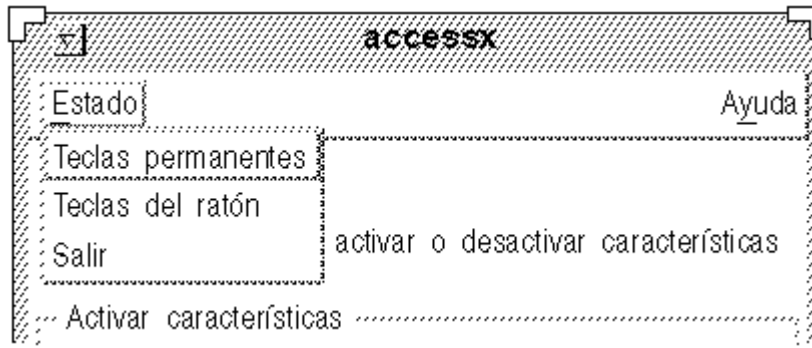 accessx
Estado Ayuda
Teclas permanentes
Teclas del ratón
Salir
activar o desactivar características
Activar características